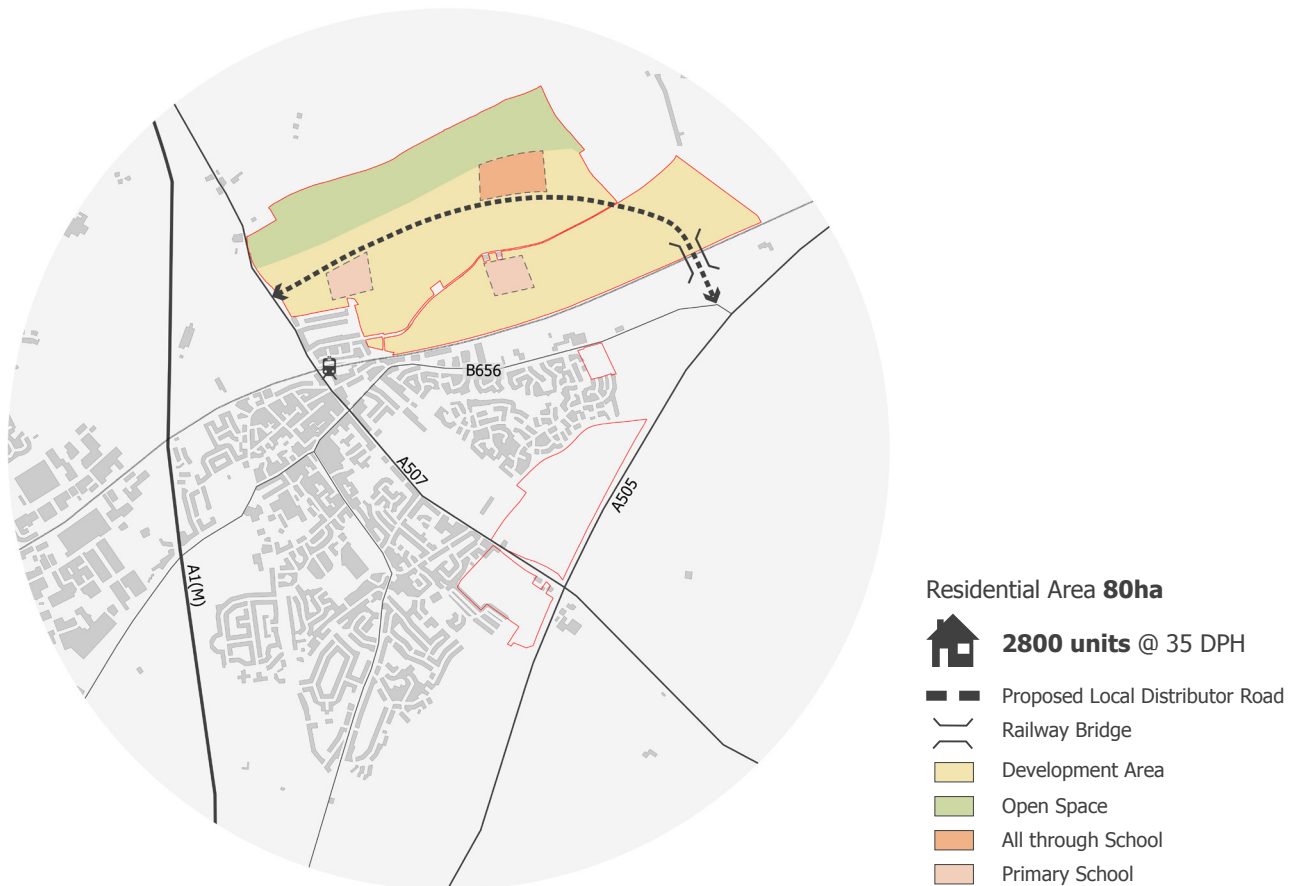 B656
A507
A505
A1(M)
Residential Area 80ha
2800 units @ 35 DPH
Proposed Local Distributor Road
Railway Bridge
Development Area
Open Space
All through School
Primary School